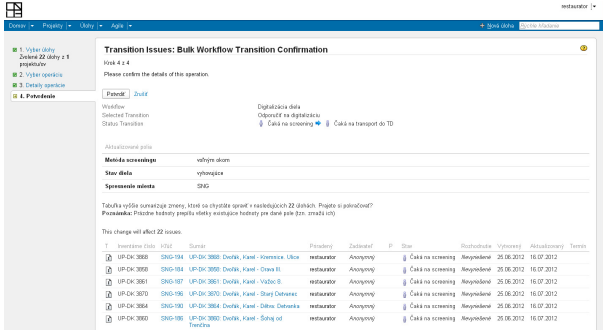 restaurator
Domov Projekty Úlohy Agile + Nová úloha Rýchle hľadanie
1. Výber úlohy
Zvolené 22 úlohy z 1
projektu/ov
2. Výber operácie
3. Detaily operácie
4. Potvrdenie
Transition Issues: Bulk Workflow Transition Confirmation
Krok 4 z 4
Please confirm the details of this operation.
Potvrdiť Zrušiť
Workflow Digitalizácia diela
Selected Transition Odporučiť na digitalizáciu
Status Transition Čaká na screening Čaká na transport do TD
Aktualizované polia
Metóda screeningu voľným okom
Stav diela vyhovujúce
Spresnenie miesta SNG
Tabuľka vyššie sumarizuje zmeny, ktoré sa chystáte spraviť v nasledujúcich 22 úlohách. Prajete si pokračovať?
Poznámka: Prázdne hodnoty prepíšu všetky existujúce hodnoty pre dané pole (tzn. zmažú ich)
This change will affect 22 issues.
T Inventárne číslo Kľúč Sumár Poradený Zadávateľ Anonymný P Stav Rozhodnutie Vytvorený Aktualizovaný Termín
UP-DK 3868 SNG-194 UP-DK 3868: Dvořák, Karel - Kremnica. Ulice restaurator Anonymný Čaká na screening Nevyriešené 25.06.2012 16.07.2012
UP-DK 3858 SNG-184 UP-DK 3858: Dvořák, Karel - Orava III. restaurator Anonymný Čaká na screening Nevyriešené 25.06.2012 16.07.2012
UP-DK 3861 SNG-187 UP-DK 3861: Dvořák, Karel - Važec II. restaurator Anonymný Čaká na screening Nevyriešené 25.06.2012 16.07.2012
UP-DK 3870 SNG-196 UP-DK 3870: Dvořák, Karel - Starý Detvanec restaurator Anonymný Čaká na screening Nevyriešené 25.06.2012 16.07.2012
UP-DK 3864 SNG-190 UP-DK 3864: Dvořák, Karel - Dětva: Detvanka restaurator Anonymný Čaká na screening Nevyriešené 25.06.2012 16.07.2012
UP-DK 3860 SNG-186 UP-DK 3860: Dvořák, Karel - Šohaj od restaurator Anonymný Čaká na screening Nevyriešené 25.06.2012 16.07.2012
Trenčína